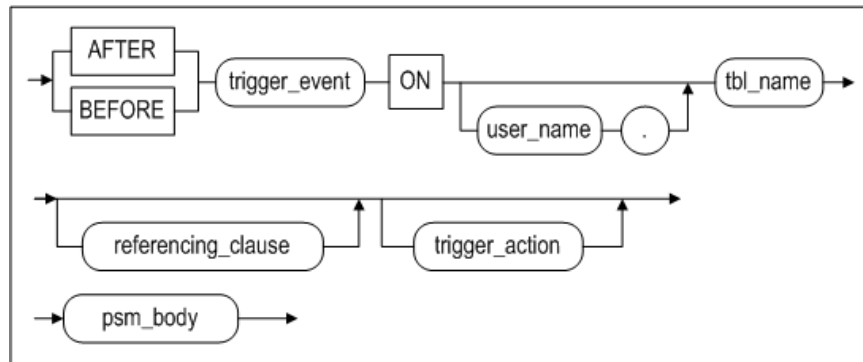 AFTER
BEFORE
trigger_event
ON
user_name
.
tbl_name
referencing_clause
trigger_action
psm_body